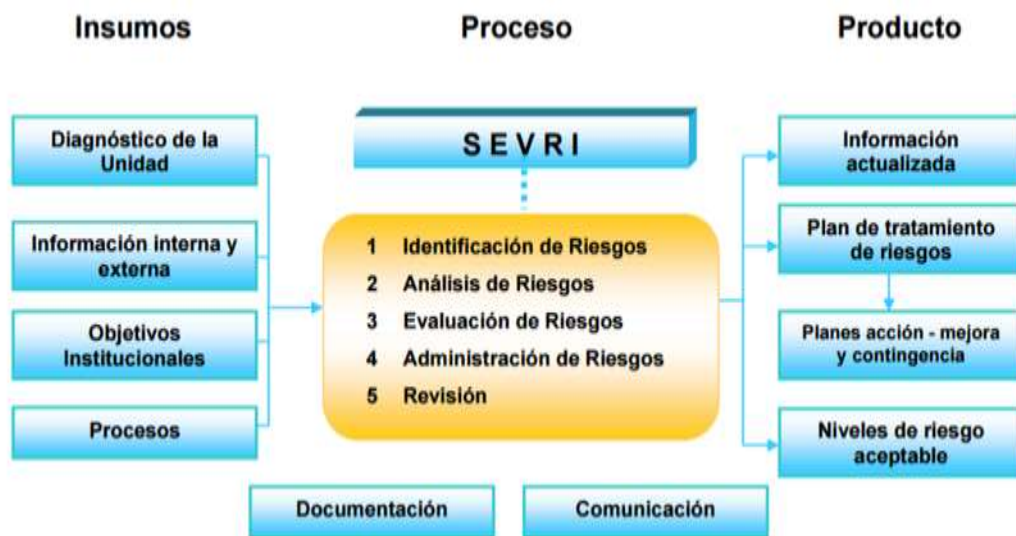 Insumos
Proceso
Producto
Diagnóstico de la
Unidad
Información interna y
externa
Objetivos
Institucionales
Procesos
S E V R I
1 Identificación de Riesgos
2 Análisis de Riesgos
3 Evaluación de Riesgos
4 Administración de Riesgos
5 Revisión
Información
actualizada
Plan de tratamiento
de riesgos
Planes acción - mejora
y contingencia
Niveles de riesgo
aceptable
Documentación
Comunicación